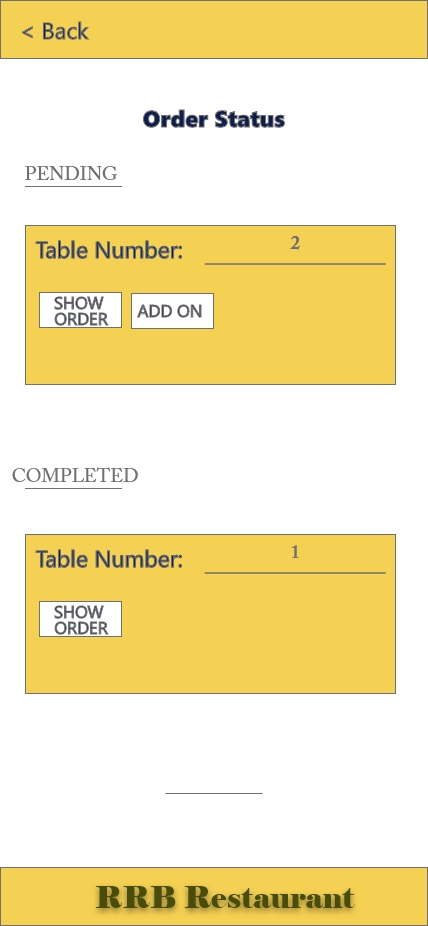 < Back
Order Status
PENDING
Table Number: 2
SHOW
ORDER
ADD ON
COMPLETED
Table Number: 1
SHOW
ORDER
RRB Restaurant